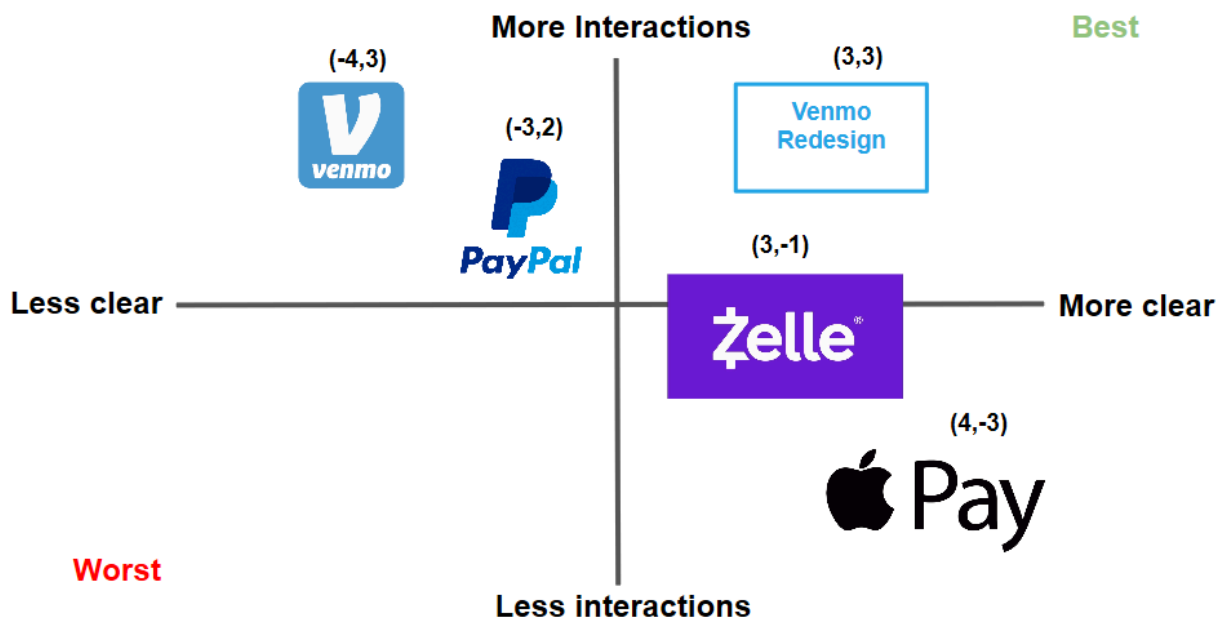 More Interactions
Best
(-4,3)
(3,3)
V
venmo
Venmo
Redesign
(-3,2)
PayPal
(3,-1)
Less clear
More clear
Zelle®
(4,-3)
Pay
Worst
Less interactions